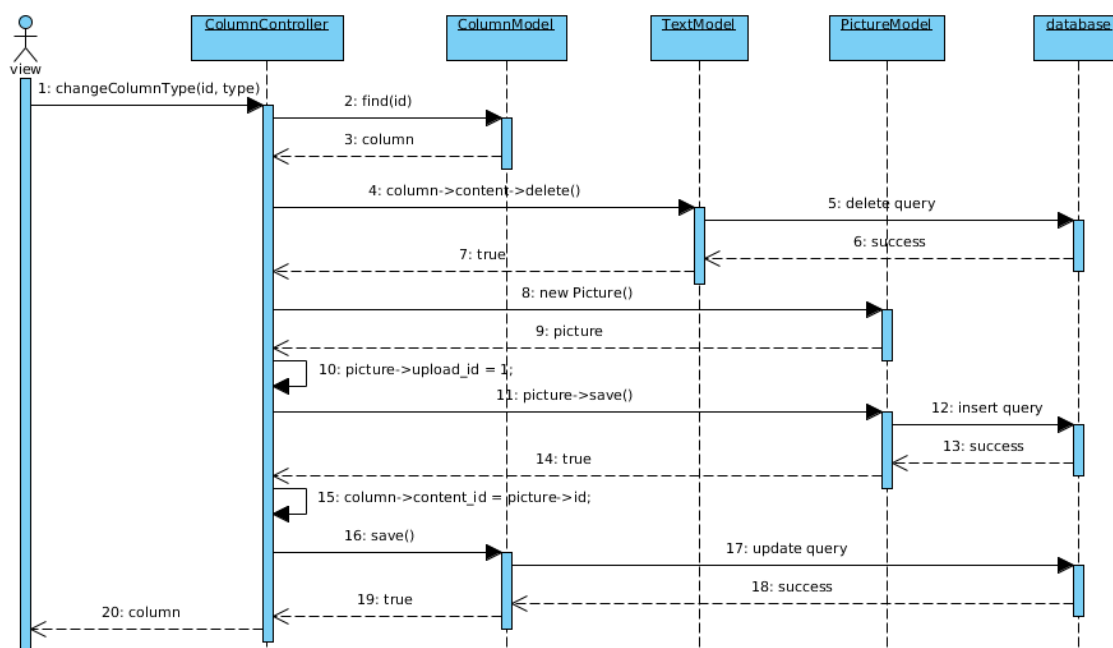 ColumnController
ColumnModel
TextModel
PictureModel
database
view
1: changeColumnType(id, type)
2: find(id)
3: column
4: column->content->delete()
5: delete query
6: success
7: true
8: new Picture()
9: picture
10: picture->upload_id = 1;
11: picture->save()
12: insert query
13: success
14: true
15: column->content_id = picture->id;
16: save()
17: update query
18: success
19: true
20: column